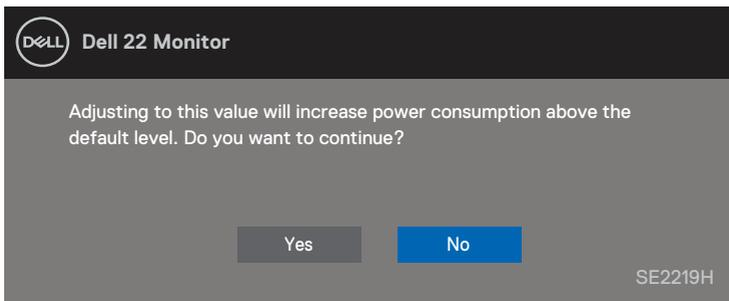 DELL Dell 22 Monitor
Adjusting to this value will increase power consumption above the
default level. Do you want to continue?
Yes No
SE2219H